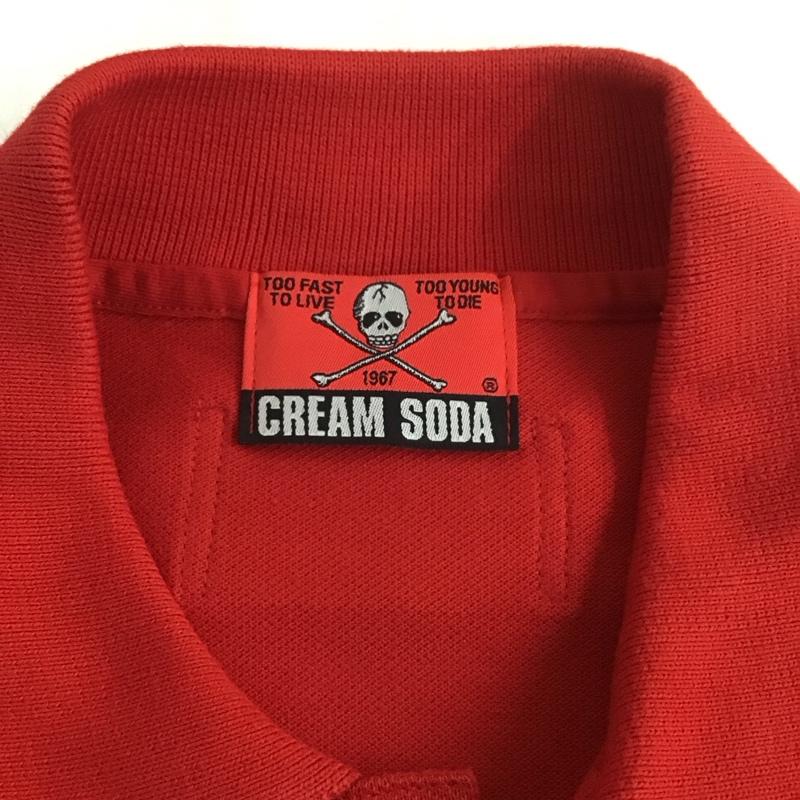 TOO FAST TOO YOUNG
TO LIVE TO DIE
1967 ®
CREAM SODA